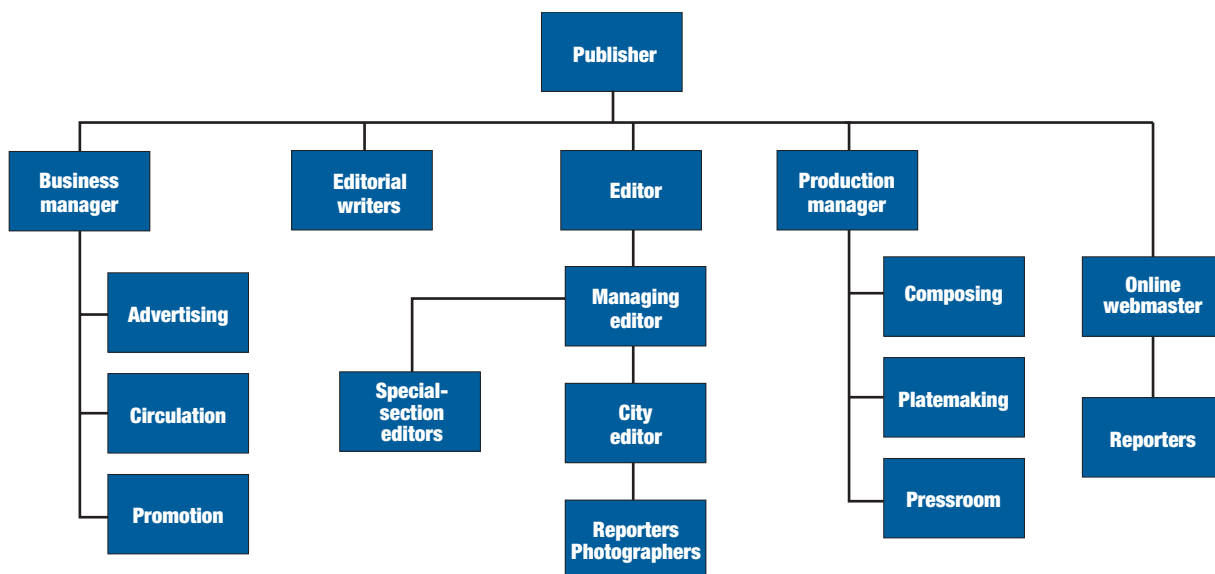 Publisher
Business
manager
Editorial
writers
Editor
Production
manager
Online
webmaster
Advertising
Circulation
Promotion
Managing
editor
Special-
section
editors
City
editor
Reporters
Photographers
Composing
Platemaking
Pressroom
Reporters